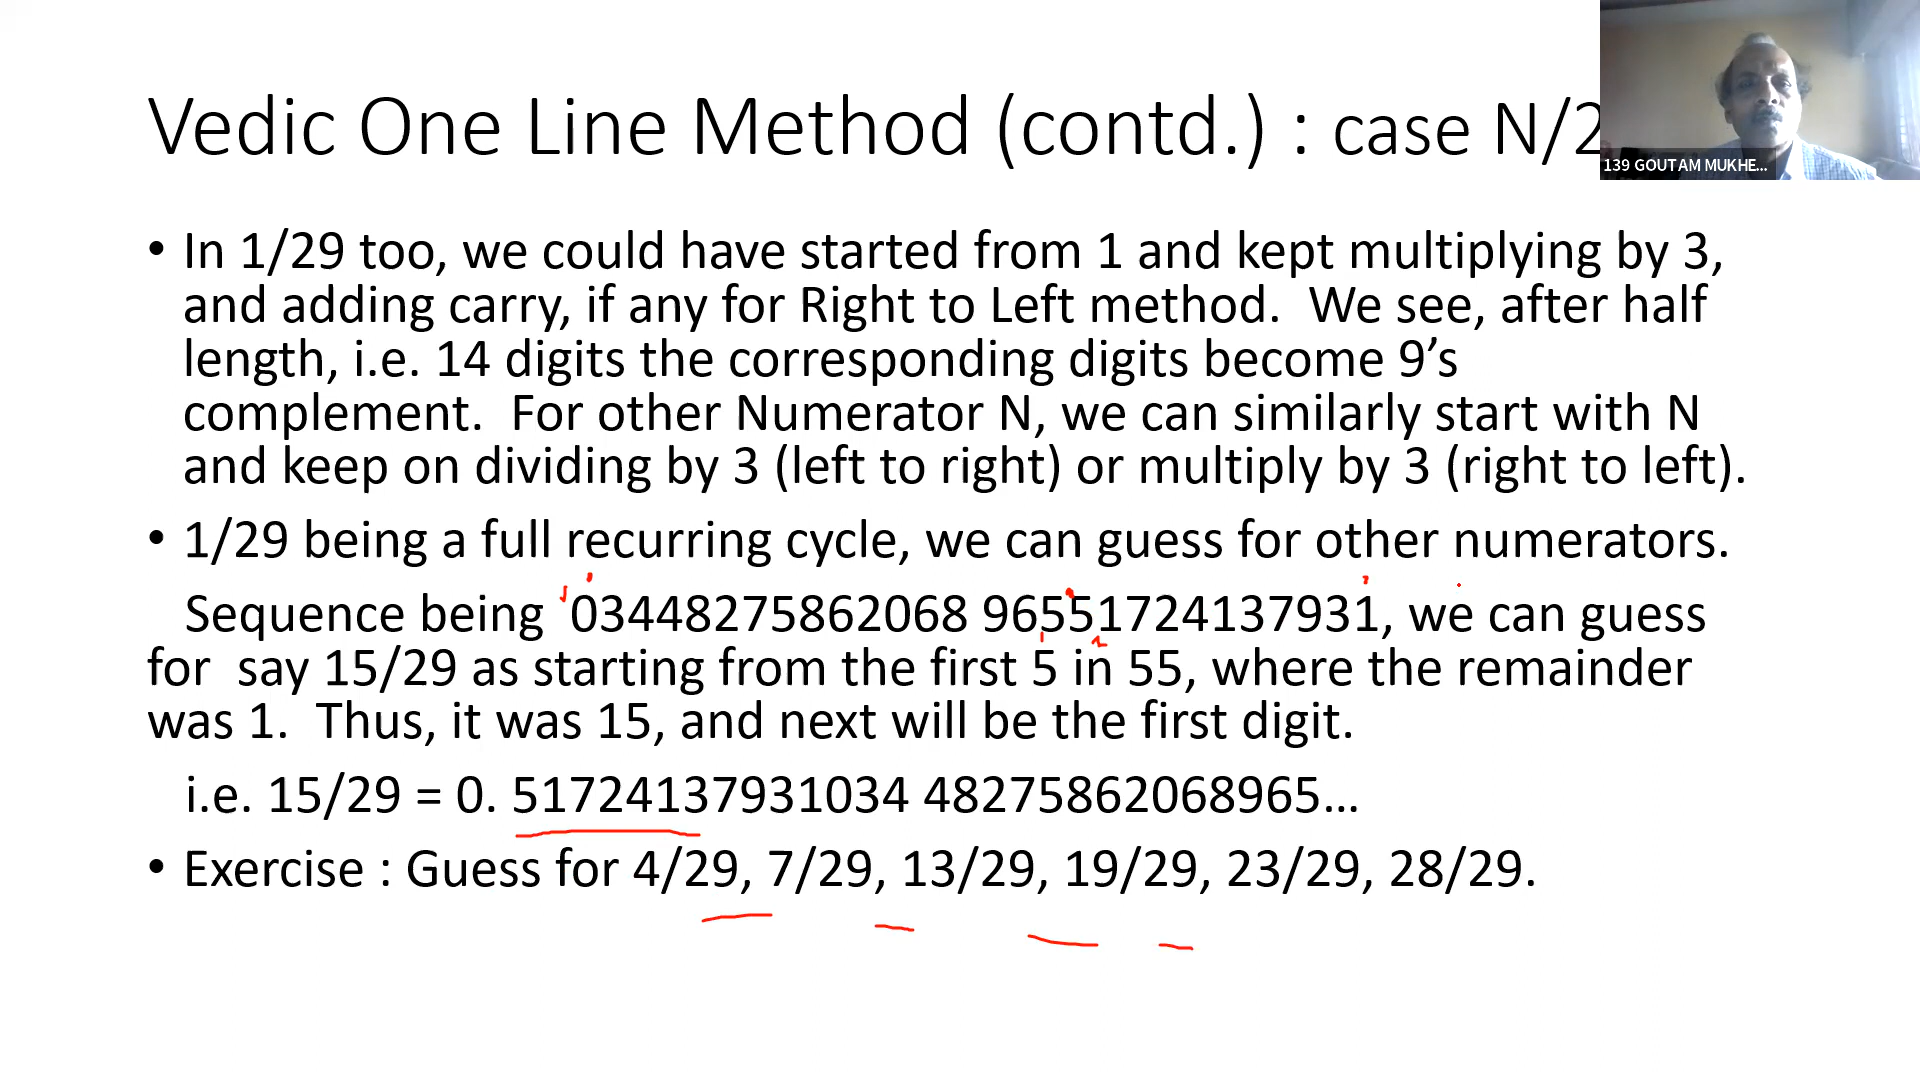 Vedic One Line Method (contd.) : case N/2
139 GOUTAM MUKHE...
• In 1/29 too, we could have started from 1 and kept multiplying by 3,
and adding carry, if any for Right to Left method. We see, after half
length, i.e. 14 digits the corresponding digits become 9’s
complement. For other Numerator N, we can similarly start with N
and keep on dividing by 3 (left to right) or multiply by 3 (right to left).
• 1/29 being a full recurring cycle, we can guess for other numerators.
Sequence being 03448275862068 96551724137931, we can guess
for say 15/29 as starting from the first 5 in 55, where the remainder
was 1. Thus, it was 15, and next will be the first digit.
i.e. 15/29 = 0. 51724137931034 48275862068965...
• Exercise : Guess for 4/29, 7/29, 13/29, 19/29, 23/29, 28/29.